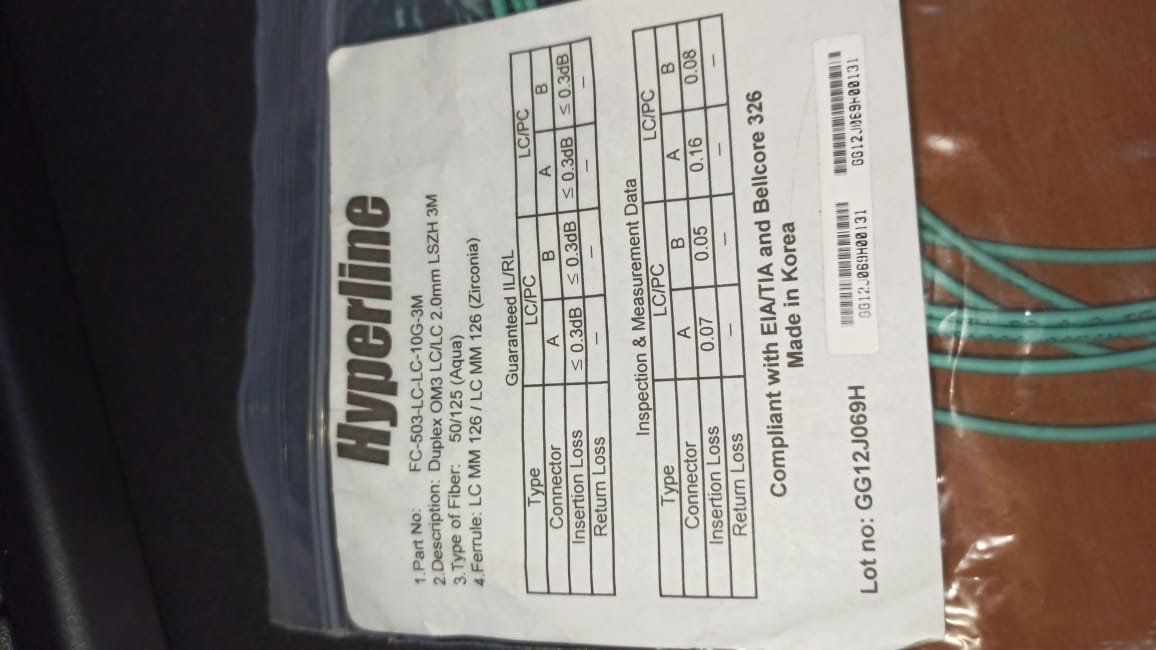 Hyperline
1.Part No: FC-503-LC-LC-10G-3M
2.Description: Duplex OM3 LC/LC 2.0mm LSZH 3M
3.Type of Fiber: 50/125 (Aqua)
4.Ferrule: LC MM 126 / LC MM 126 (Zirconia)
Guaranteed IL/RL
Type LC/PC LC/PC
Connector A B A B
Insertion Loss ≤ 0.3dB ≤ 0.3dB ≤ 0.3dB ≤ 0.3dB
Return Loss – – – –
Inspection & Measurement Data
Type LC/PC LC/PC
Connector A B A B
Insertion Loss 0.07 0.05 0.16 0.08
Return Loss – – – –
Compliant with EIA/TIA and Bellcore 326
Made in Korea
GG12J069H00131 GG12J069H00131
Lot no: GG12J069H